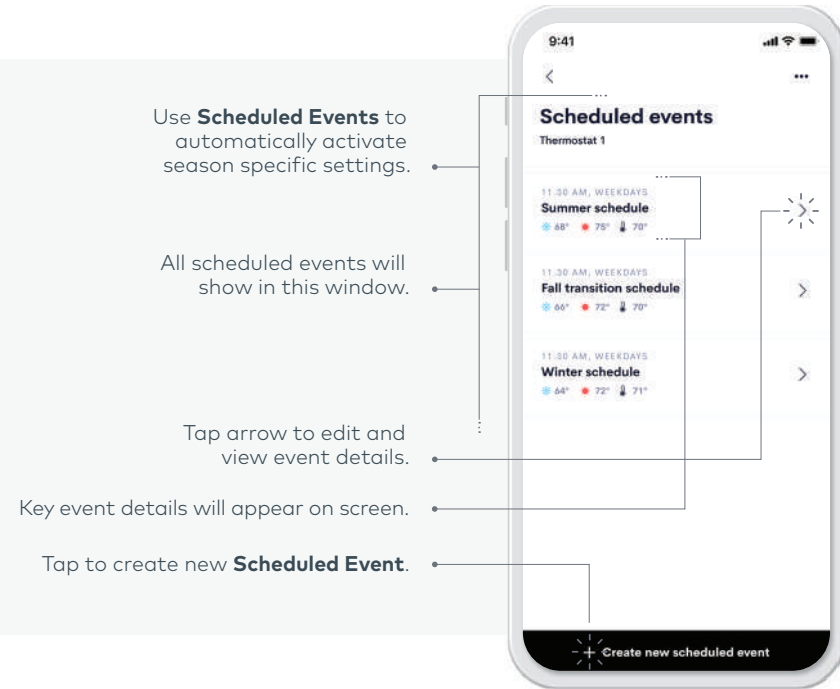 9:41
Use Scheduled Events to
automatically activate
season specific settings.
All scheduled events will
show in this window.
Tap arrow to edit and
view event details.
Key event details will appear on screen.
Tap to create new Scheduled Event.
Scheduled events
Thermostat 1
11:30 AM, WEEKDAYS
Summer schedule
68° 75° 70°
11:30 AM, WEEKDAYS
Fall transition schedule
66° 72° 70°
11:30 AM, WEEKDAYS
Winter schedule
64° 72° 71°
+ Create new scheduled event